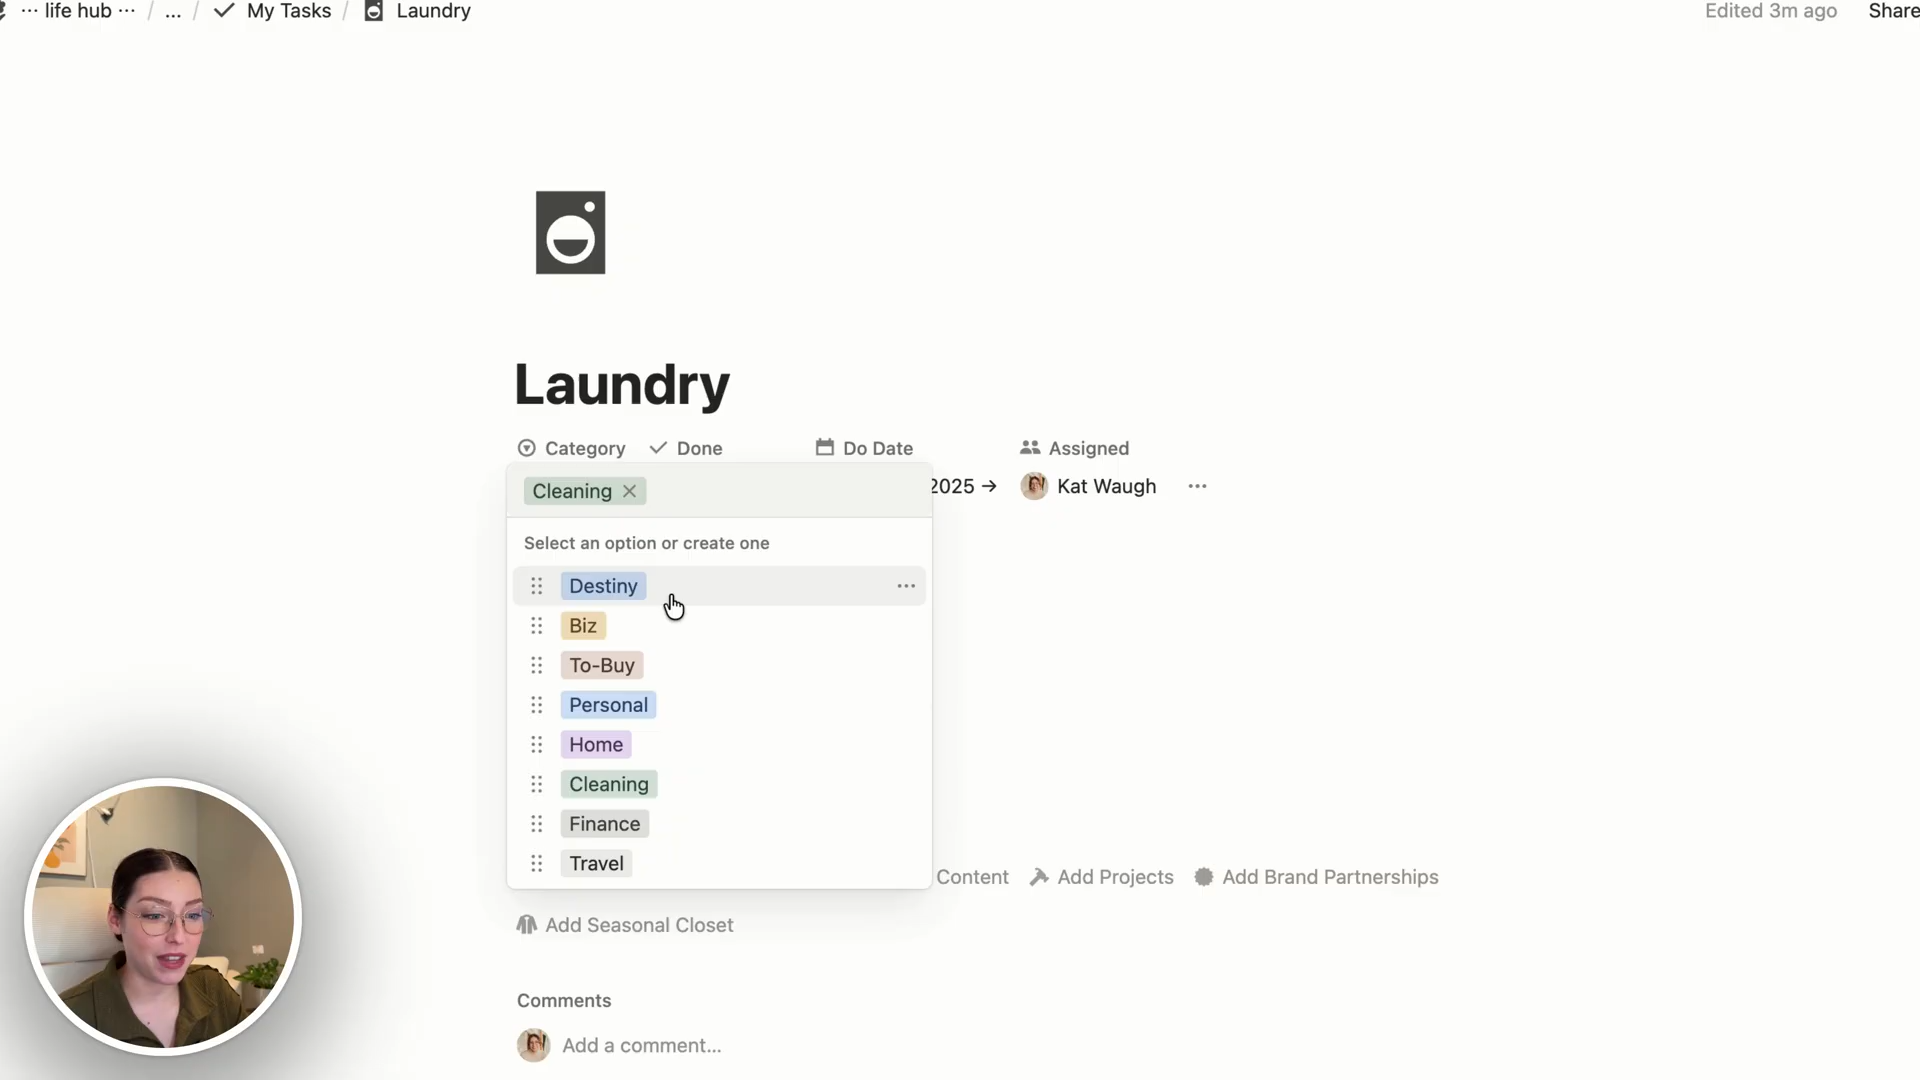 ··· life hub ··· / ... / My Tasks / Laundry
Edited 3m ago
Share
Laundry
Category
Done
Do Date
Assigned
Cleaning
2025 →
Kat Waugh
···
Select an option or create one
Destiny
···
Biz
To-Buy
Personal
Home
Cleaning
Finance
Travel
Content
Add Projects
Add Brand Partnerships
Add Seasonal Closet
Comments
Add a comment...